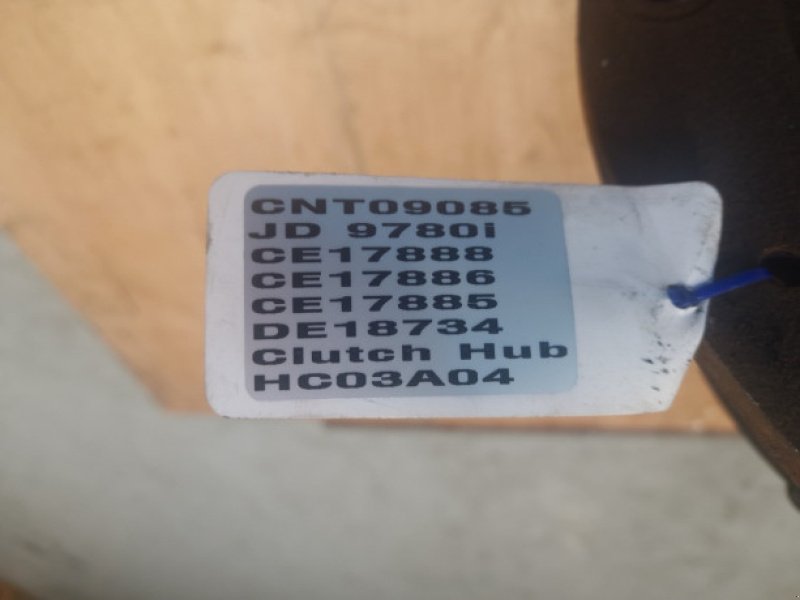 CNT09085
JD 9780i
CE17888
CE17886
CE17885
DE18734
Clutch Hub
HC03A04